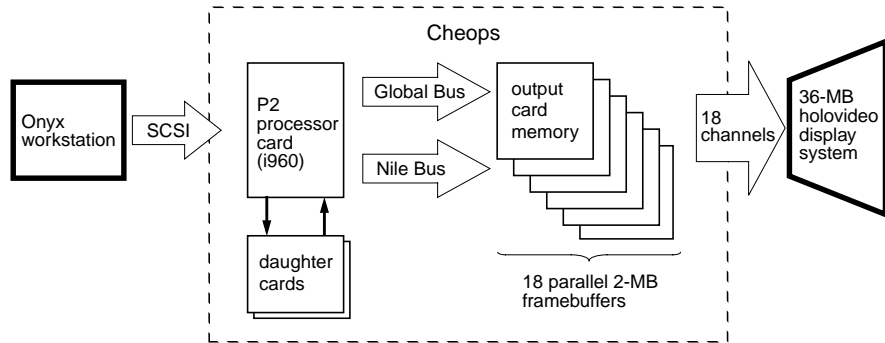 Cheops
Onyx
workstation
SCSI
P2
processor
card
(i960)
daughter
cards
Global Bus
Nile Bus
output
card
memory
18 parallel 2-MB
framebuffers
18
channels
36-MB
holovideo
display
system